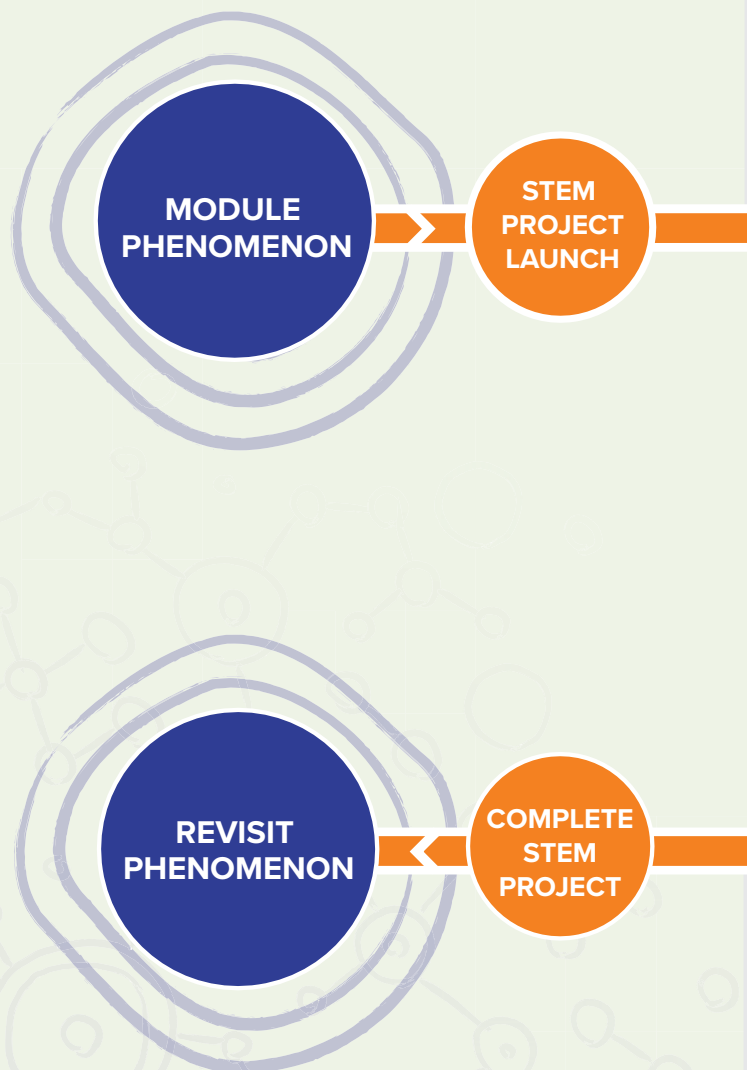 MODULE
PHENOMENON
STEM
PROJECT
LAUNCH
REVISIT
PHENOMENON
COMPLETE
STEM
PROJECT